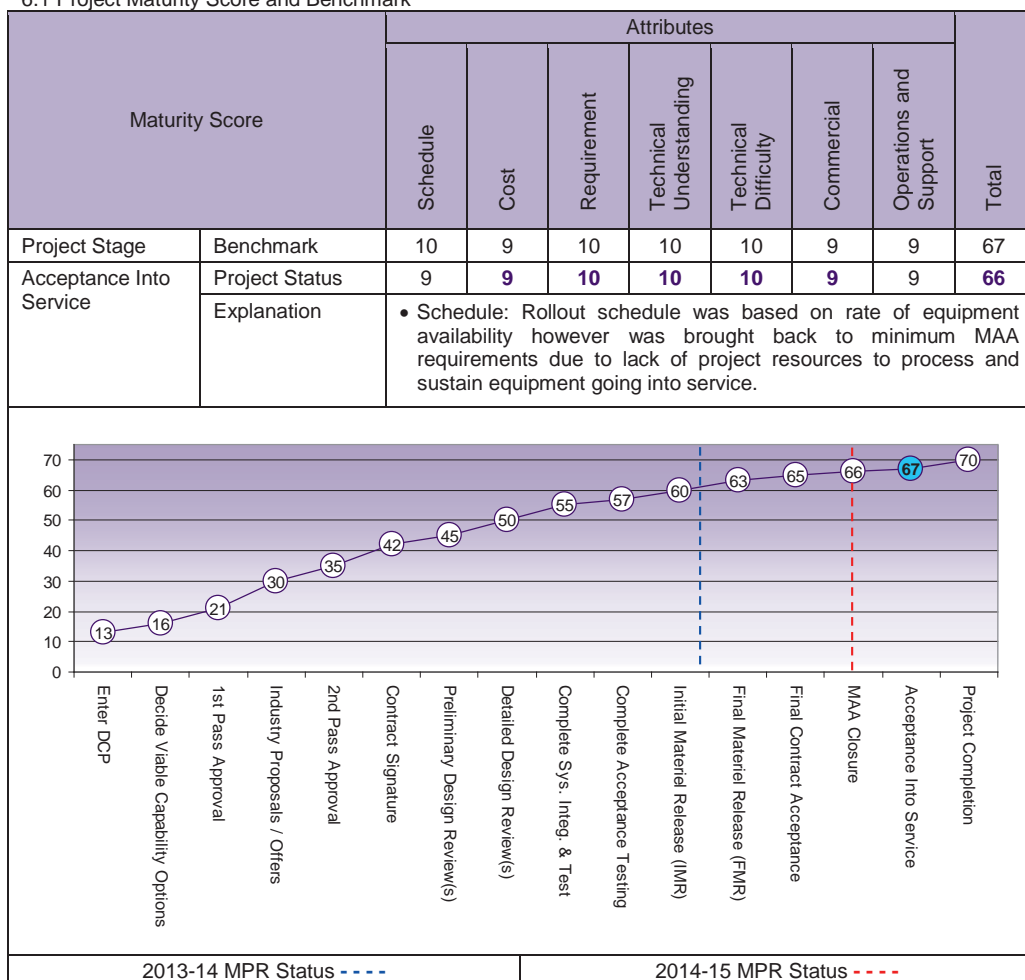 6.1 Project Maturity Score and Benchmark
Maturity Score
Attributes
Schedule
Cost
Requirement
Technical
Understanding
Technical
Difficulty
Commercial
Operations and
Support
Total
Project Stage Benchmark 10 9 10 10 10 9 9 67
Acceptance Into
Service
Project Status 9 9 10 10 10 9 9 66
Explanation
• Schedule: Rollout schedule was based on rate of equipment
availability however was brought back to minimum MAA
requirements due to lack of project resources to process and
sustain equipment going into service.
70
60
50
40
30
20
10
0
13 16 21 30 35 42 45 50 55 57 60 63 65 66 67 70
Enter DCP
Decide Viable Capability Options
1st Pass Approval
Industry Proposals / Offers
2nd Pass Approval
Contract Signature
Preliminary Design Review(s)
Detailed Design Review(s)
Complete Sys. Integ. & Test
Complete Acceptance Testing
Initial Materiel Release (IMR)
Final Materiel Release (FMR)
Final Contract Acceptance
MAA Closure
Acceptance Into Service
Project Completion
2013-14 MPR Status - - - -
2014-15 MPR Status - - - -